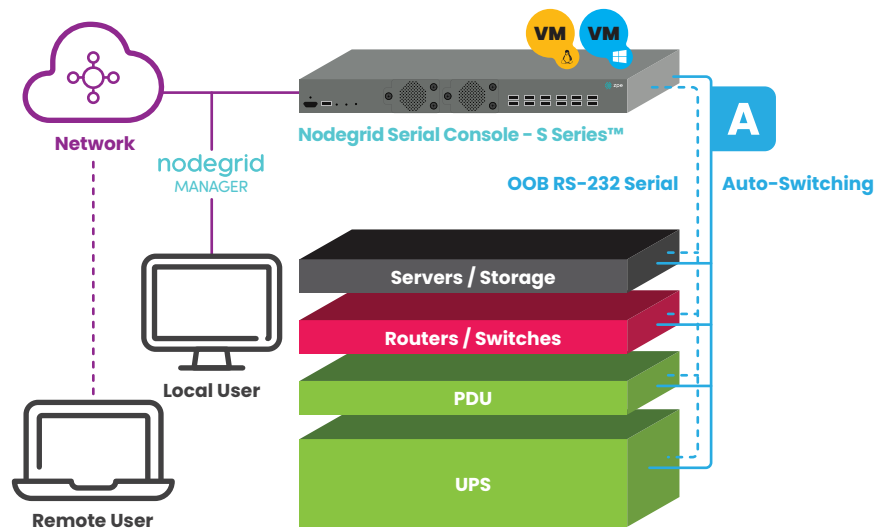 VM VM
zpe
Nodegrid Serial Console - S Series™
A
Network
nodegrid
MANAGER
OOB RS-232 Serial
Auto-Switching
Servers / Storage
Routers / Switches
Local User
PDU
UPS
Remote User